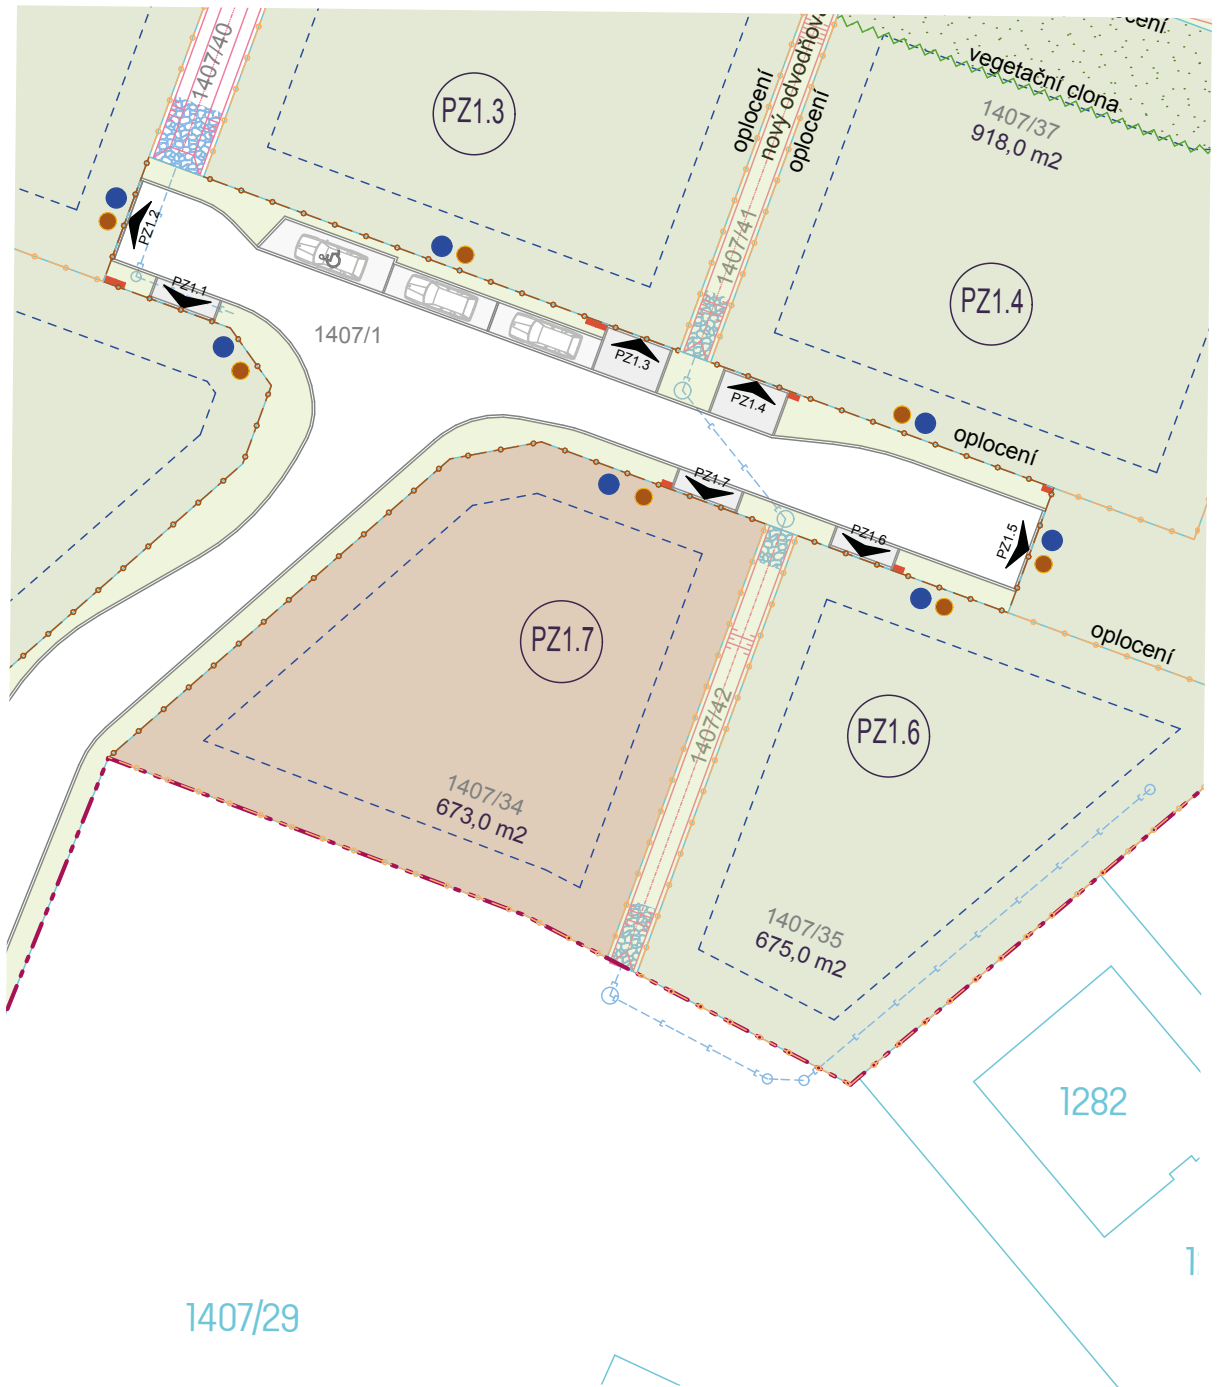 1407/40
PZ1.3
oplocení
nový odvodňov
oplocení
cení
vegetační clona
1407/37
918,0 m2
PZ1.2
PZ1.1
1407/1
1407/41
PZ1.4
PZ1.3
PZ1.4
oplocení
PZ1.7
PZ1.6
PZ1.5
PZ1.7
oplocení
1407/42
PZ1.6
1407/34
673,0 m2
1407/35
675,0 m2
1282
1407/29